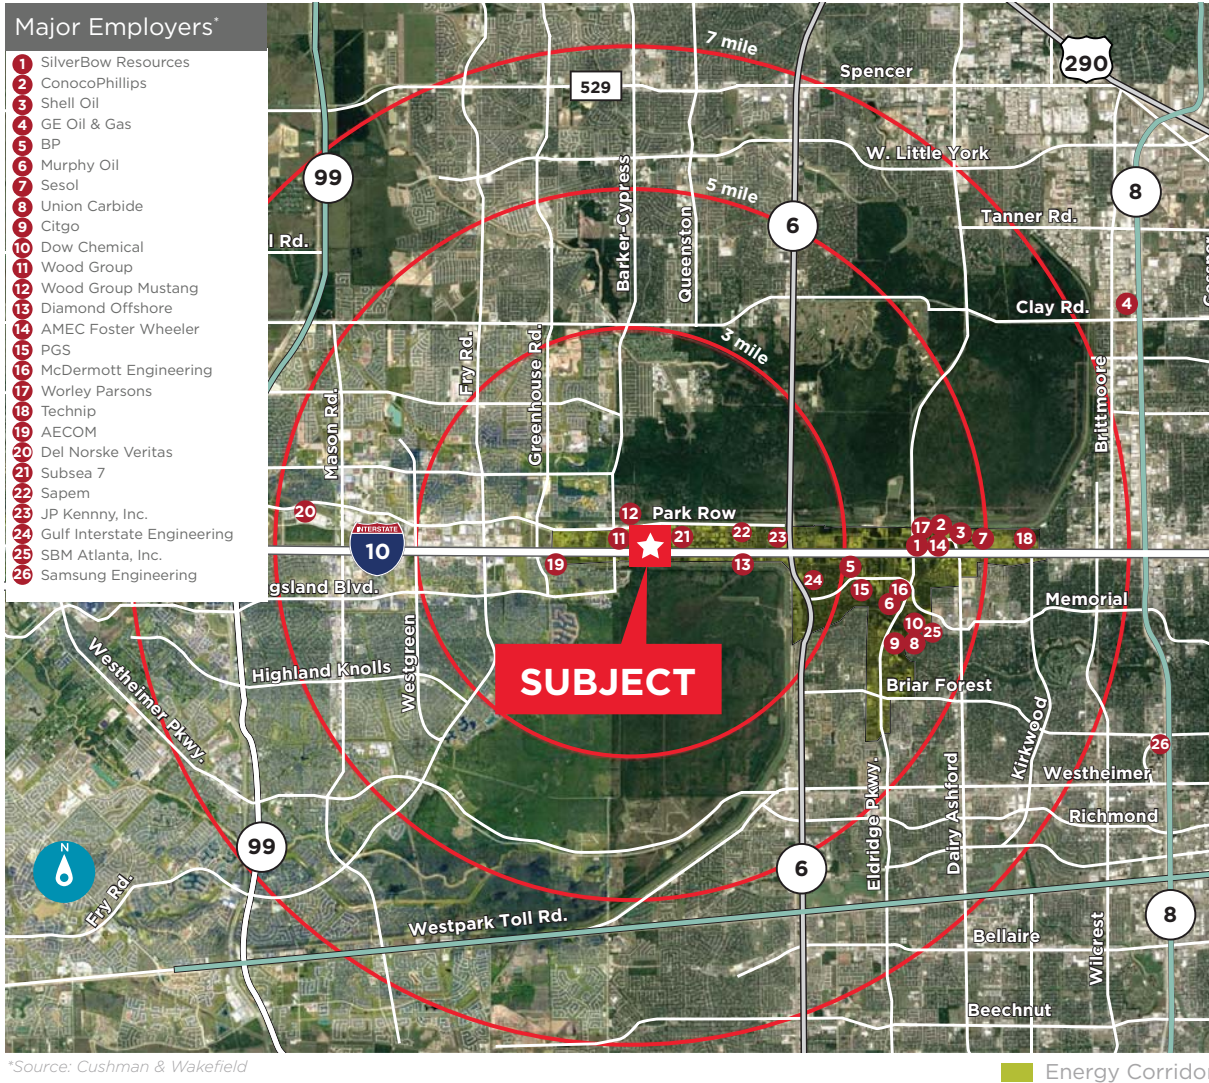 Major Employers*
1 SilverBow Resources
2 ConocoPhillips
3 Shell Oil
4 GE Oil & Gas
5 BP
6 Murphy Oil
7 Sesol
8 Union Carbide
9 Citgo
10 Dow Chemical
11 Wood Group
12 Wood Group Mustang
13 Diamond Offshore
14 AMEC Foster Wheeler
15 PGS
16 McDermott Engineering
17 Worley Parsons
18 Technip
19 AECOM
20 Del Norske Veritas
21 Subsea 7
22 Sapem
23 JP Kennny, Inc.
24 Gulf Interstate Engineering
25 SBM Atlanta, Inc.
26 Samsung Engineering
7 mile
290
Spencer
529
W. Little York
99
5 mile
8
Barker-Cypress
Queenston
6
Tanner Rd.
l Rd.
4
Clay Rd.
3 mile
Fry Rd.
Greenhouse Rd.
Mason Rd.
Brittmoore
20
12
Park Row
INTERSTATE
10
11
21
22
23
17
2
3
1
14
7
18
19
13
5
24
15
16
6
gsland Blvd.
Memorial
10
25
9
8
Westheimer Pkwy.
Highland Knolls
Westgreen
SUBJECT
Briar Forest
Kirkwood
26
Westheimer
Eldridge Pkwy.
Dairy Ashford
Richmond
99
N
6
Fry Rd.
Westpark Toll Rd.
8
Bellaire
Wilcrest
Beechnut
*Source: Cushman & Wakefield
Energy Corridor